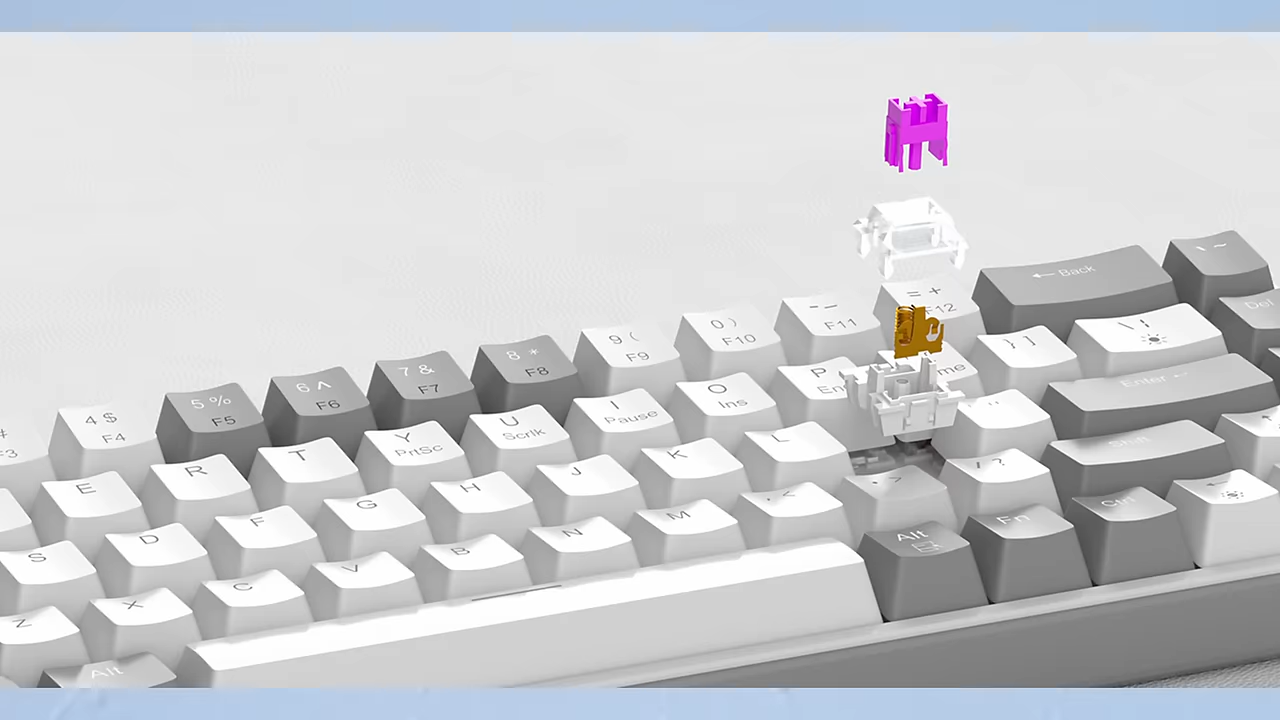 #
F3
4 $
F4
5 %
F5
6 ^
F6
7 &
F7
8 *
F8
9 (
F9
0 )
F10
F11
= +
F12
← Back
\ ~
E
R
T
Y
PrtSc
U
Scrlk
I
Pause
O
Ins
P
} ]
\ !
Del
S
D
F
G
H
J
K
L
Enter ←
Z
X
C
V
B
N
M
, <
. >
/ ?
Shift
Alt
Alt
Fn
Ctrl